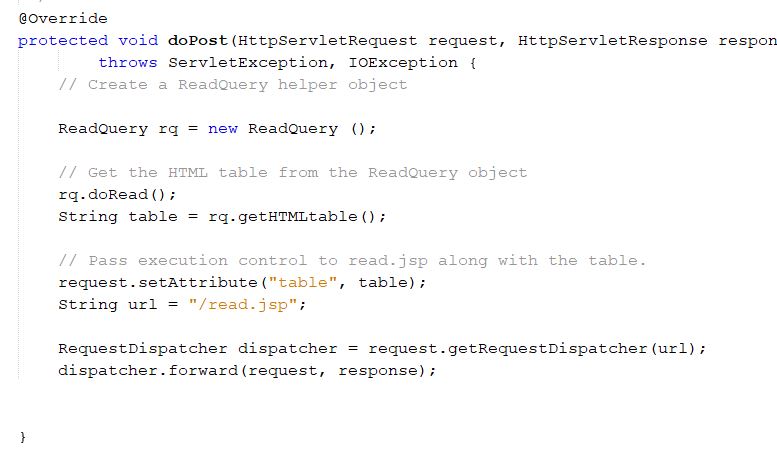 @Override
protected void doPost(HttpServletRequest request, HttpServletResponse respon
throws ServletException, IOException {
// Create a ReadQuery helper object
ReadQuery rq = new ReadQuery ();
// Get the HTML table from the ReadQuery object
rq.doRead();
String table = rq.getHTMLtable();
// Pass execution control to read.jsp along with the table.
request.setAttribute("table", table);
String url = "/read.jsp";
RequestDispatcher dispatcher = request.getRequestDispatcher(url);
dispatcher.forward(request, response);
}